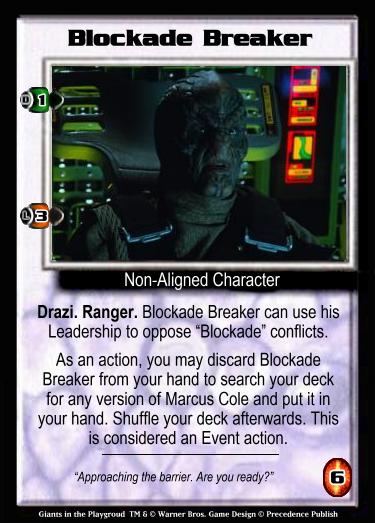 Blockade Breaker
D 1
L 3
Non-Aligned Character
Drazi. Ranger. Blockade Breaker can use his
Leadership to oppose “Blockade” conflicts.
As an action, you may discard Blockade
Breaker from your hand to search your deck
for any version of Marcus Cole and put it in
your hand. Shuffle your deck afterwards. This
is considered an Event action.
“Approaching the barrier. Are you ready?”
6
Giants in the Playgroud TM & © Warner Bros. Game Design © Precedence Publish